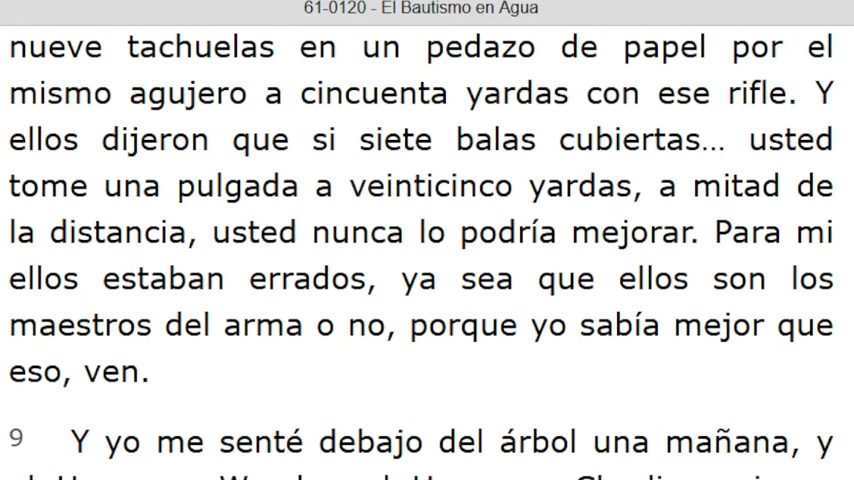 61-0120 - El Bautismo en Agua
nueve tachuelas en un pedazo de papel por el
mismo agujero a cincuenta yardas con ese rifle. Y
ellos dijeron que si siete balas cubiertas... usted
tome una pulgada a veinticinco yardas, a mitad de
la distancia, usted nunca lo podría mejorar. Para mi
ellos estaban errados, ya sea que ellos son los
maestros del arma o no, porque yo sabía mejor que
eso, ven.
9 Y yo me senté debajo del árbol una mañana, y